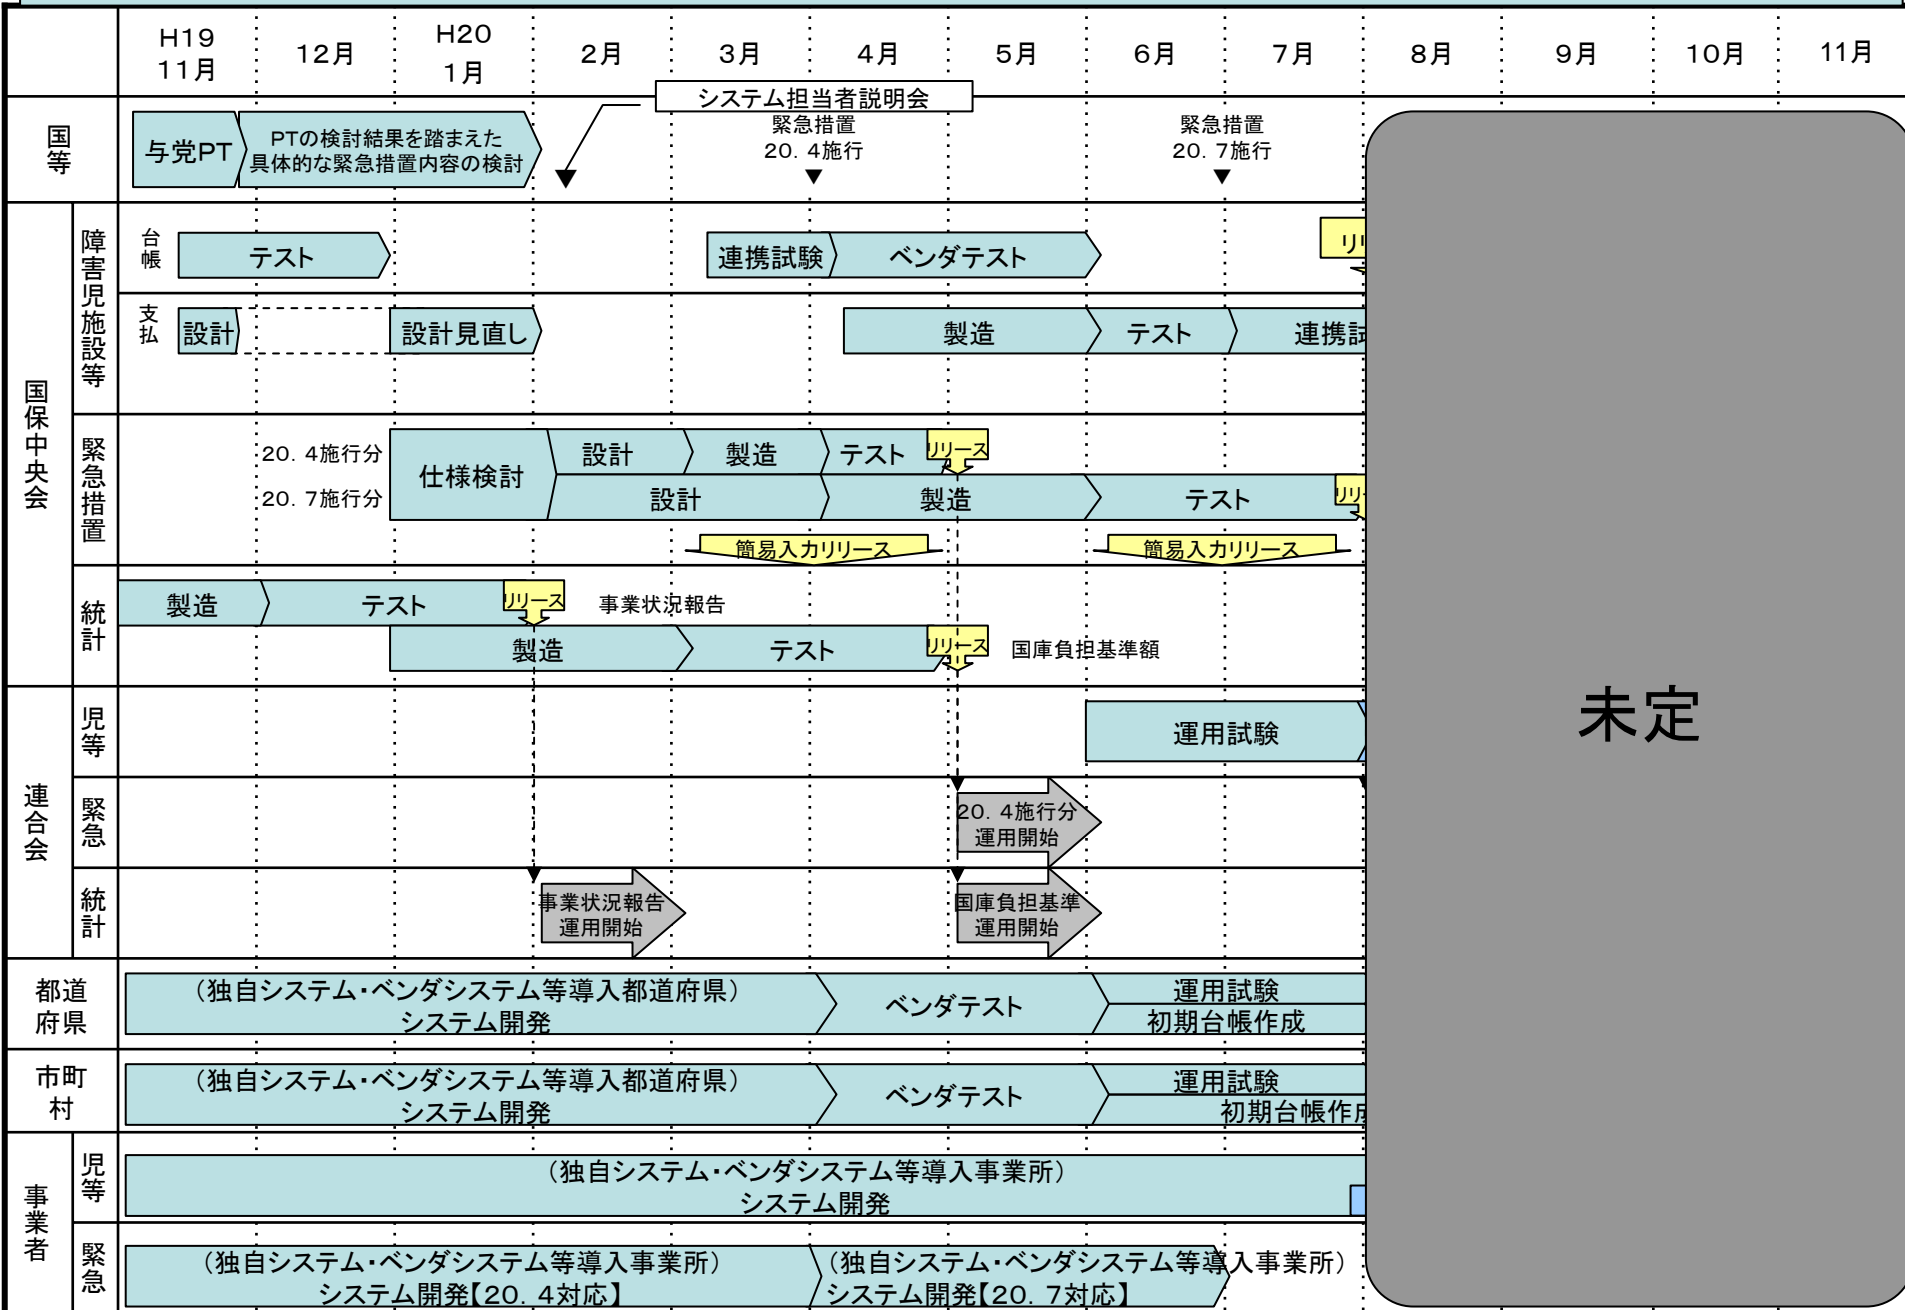 H19
11月
12月
H20
1月
2月
3月
4月
5月
6月
7月
8月
9月
10月
11月
システム担当者説明会
国等
与党PT
PTの検討結果を踏まえた
具体的な緊急措置内容の検討
緊急措置
20．4施行
緊急措置
20．7施行
国保中央会
障害児施設等
台帳
テスト
連携試験
ベンダテスト
リ
支払
設計
設計見直し
製造
テスト
連携試
緊急措置
20．4施行分
20．7施行分
仕様検討
設計
製造
テスト
リリース
設計
製造
テスト
リリ
簡易入力リリース
簡易入力リリース
統計
製造
テスト
リリース
事業状況報告
製造
テスト
リリース
国庫負担基準額
未定
連合会
児等
運用試験
緊急
20．4施行分
運用開始
統計
事業状況報告
運用開始
国庫負担基準
運用開始
都道
府県
（独自システム・ベンダシステム等導入都道府県）
システム開発
ベンダテスト
運用試験
初期台帳作成
市町
村
（独自システム・ベンダシステム等導入都道府県）
システム開発
ベンダテスト
運用試験
初期台帳作成
事業者
児等
（独自システム・ベンダシステム等導入事業所）
システム開発
緊急
（独自システム・ベンダシステム等導入事業所）
システム開発【20．4対応】
（独自システム・ベンダシステム等導入事業所）
システム開発【20．7対応】